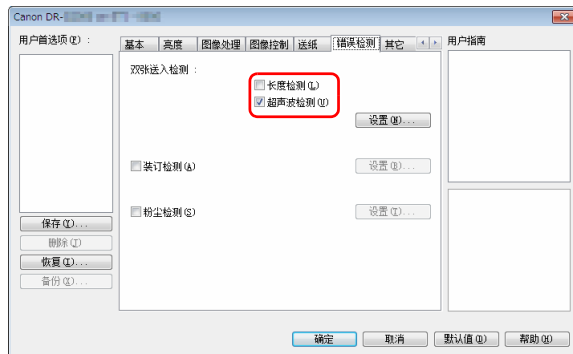 Canon DR-
用户首选项(P)：
基本 亮度 图像处理 图像控制 送纸 错误检测 其它
用户指南
双张送入检测：
长度检测(L)
超声波检测(U)
设置(W)...
装订检测(A)
设置(R)...
粉尘检测(S)
设置(T)...
保存(O)...
删除(I)
恢复(E)...
备份(X)...
确定 取消 默认值(D) 帮助(H)